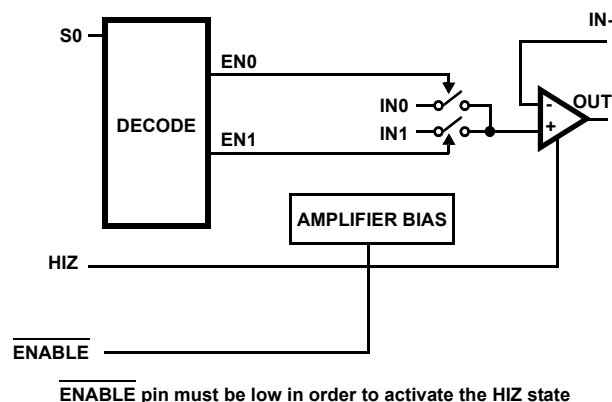 S0
EN0
IN-
DECODE
IN0
OUT
IN1
-
+
EN1
AMPLIFIER BIAS
HIZ
ENABLE
ENABLE pin must be low in order to activate the HIZ state